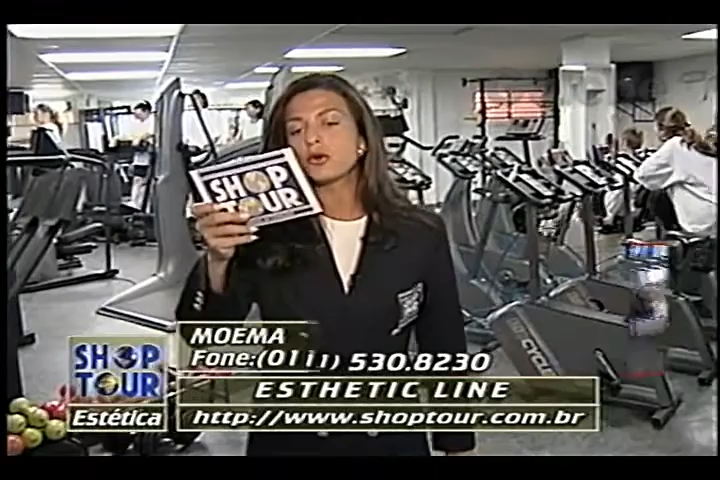 SHOP
TOUR
MOEMA
Fone:(011) 530.8230
SHOP
TOUR
ESTHETIC LINE
Estética
http://www.shoptour.com.br